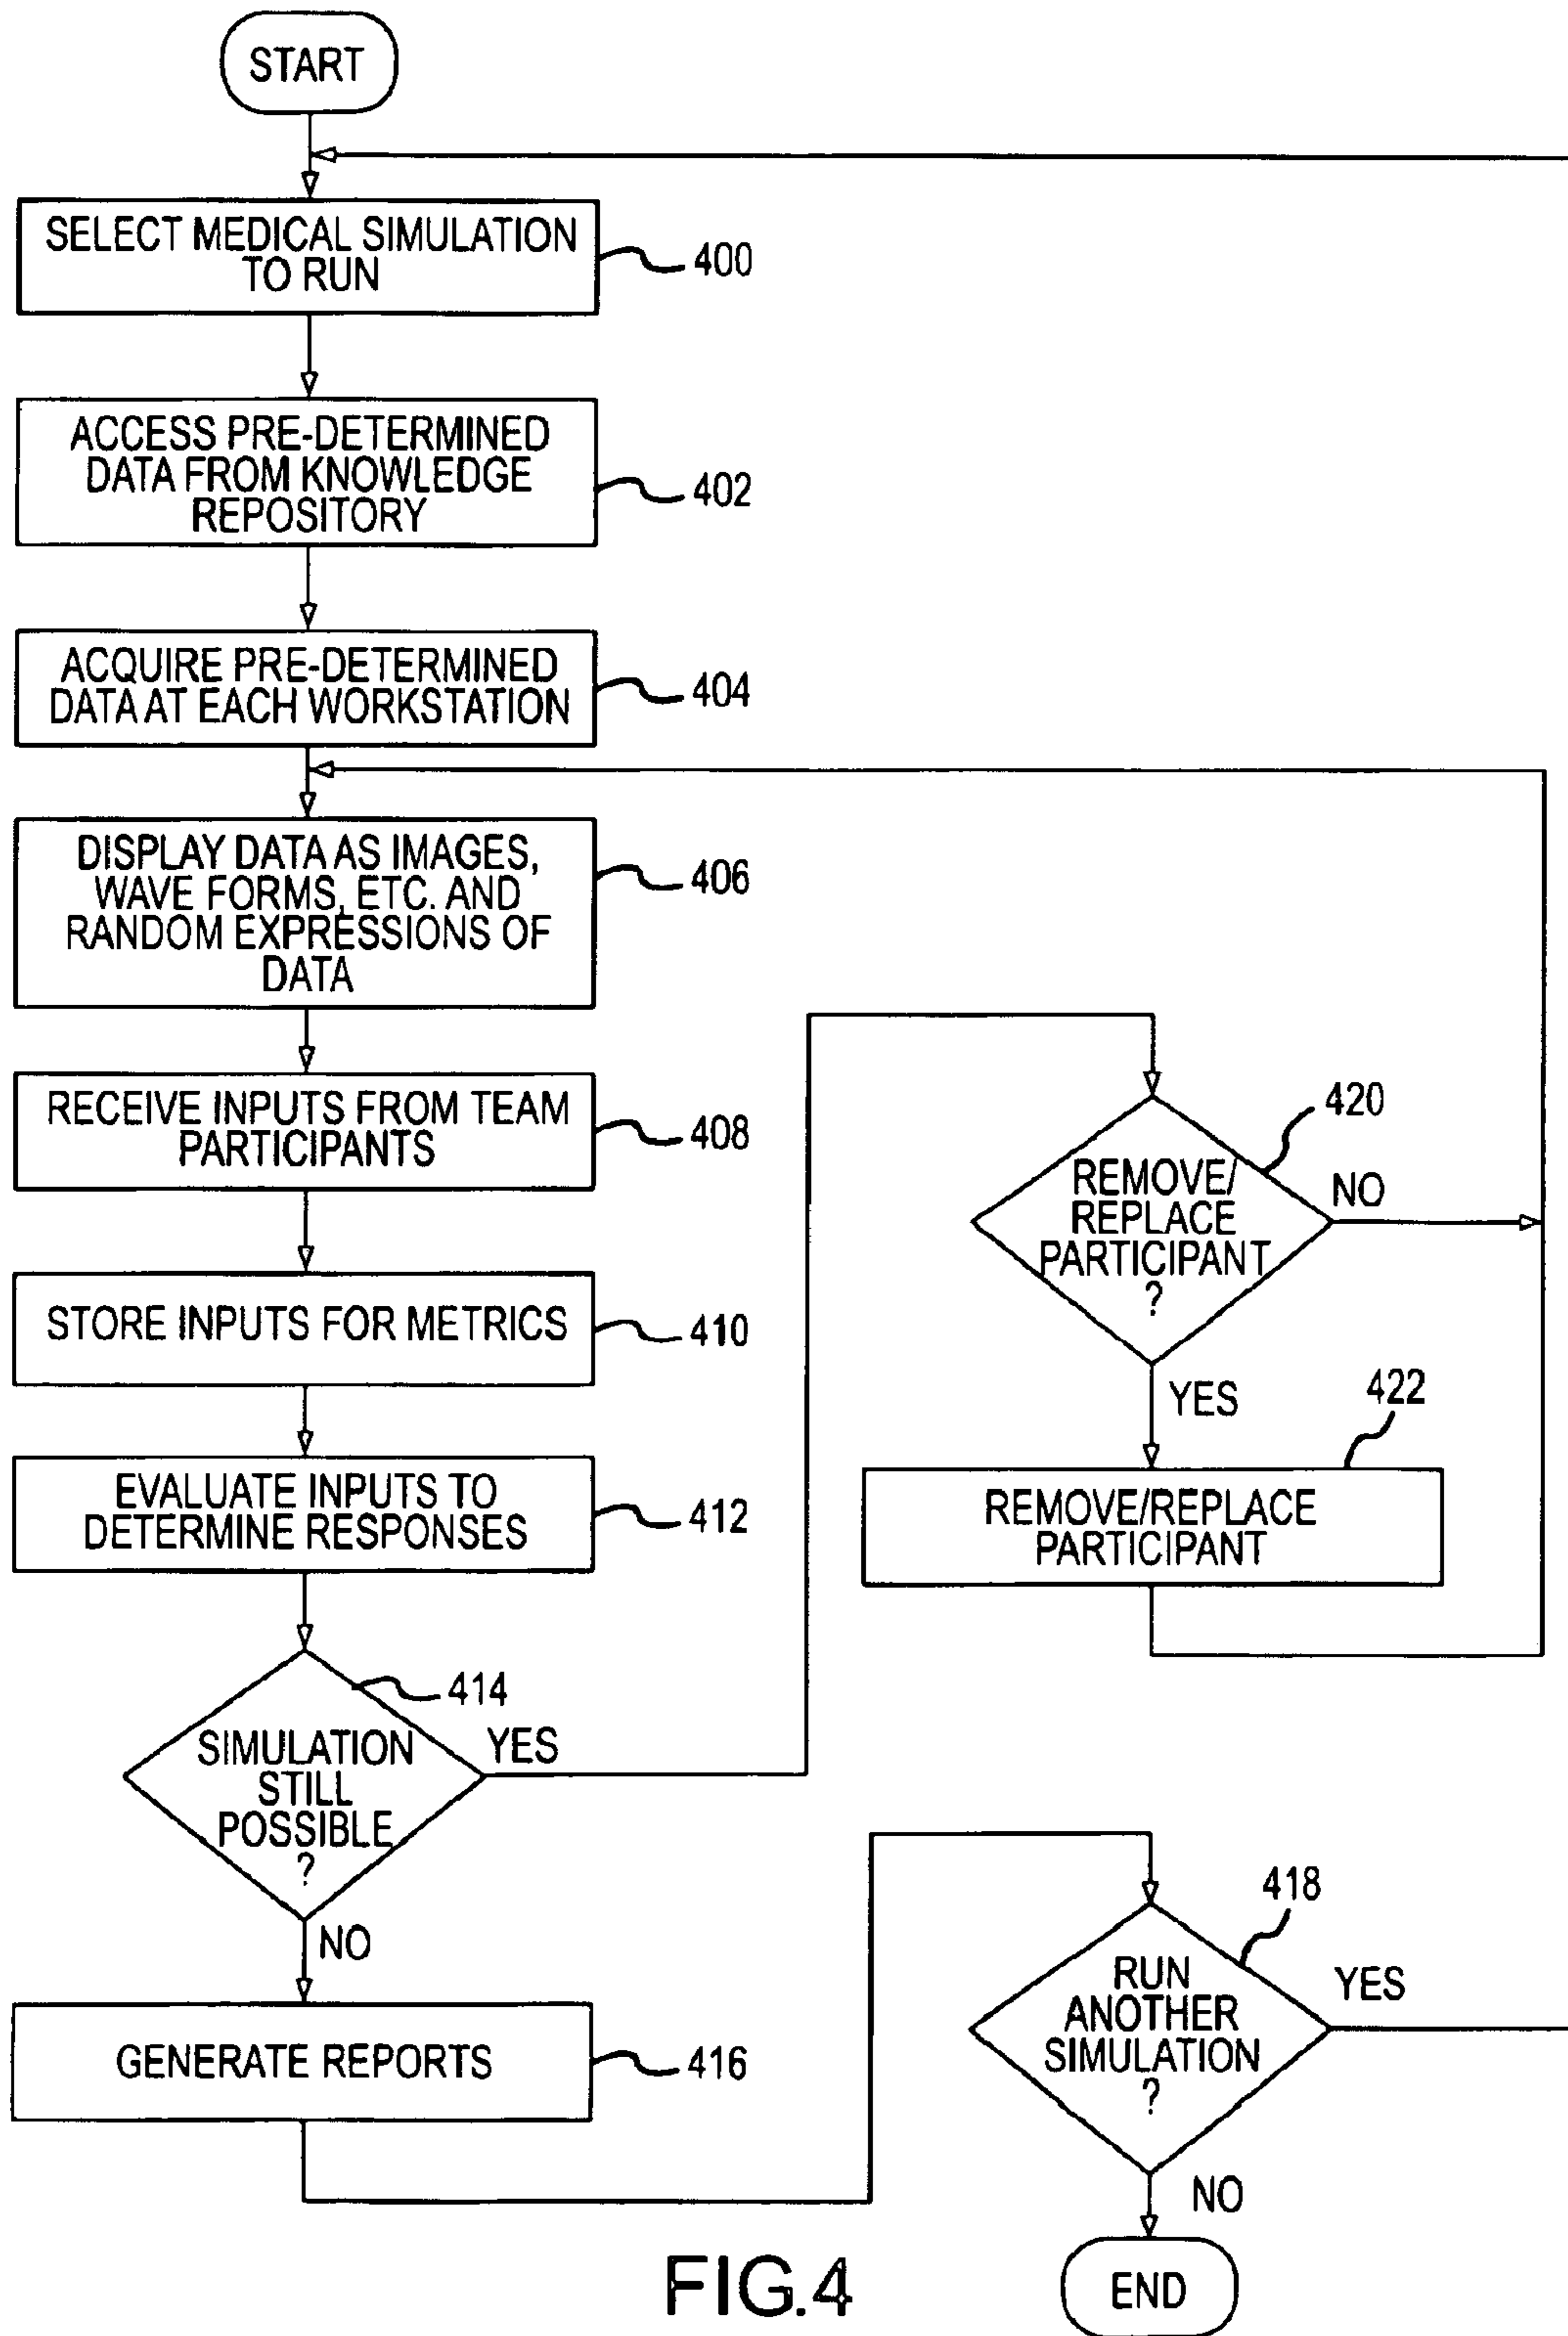 START
SELECT MEDICAL SIMULATION
TO RUN
400
ACCESS PRE-DETERMINED
DATA FROM KNOWLEDGE
REPOSITORY
402
ACQUIRE PRE-DETERMINED
DATA AT EACH WORKSTATION
404
DISPLAY DATA AS IMAGES,
WAVE FORMS, ETC. AND
RANDOM EXPRESSIONS OF
DATA
406
RECEIVE INPUTS FROM TEAM
PARTICIPANTS
408
STORE INPUTS FOR METRICS
410
EVALUATE INPUTS TO
DETERMINE RESPONSES
412
SIMULATION
STILL
POSSIBLE
?
414
YES
NO
GENERATE REPORTS
416
REMOVE/
REPLACE
PARTICIPANT
?
420
NO
YES
422
REMOVE/REPLACE
PARTICIPANT
RUN
ANOTHER
SIMULATION
?
418
YES
NO
END
FIG.4